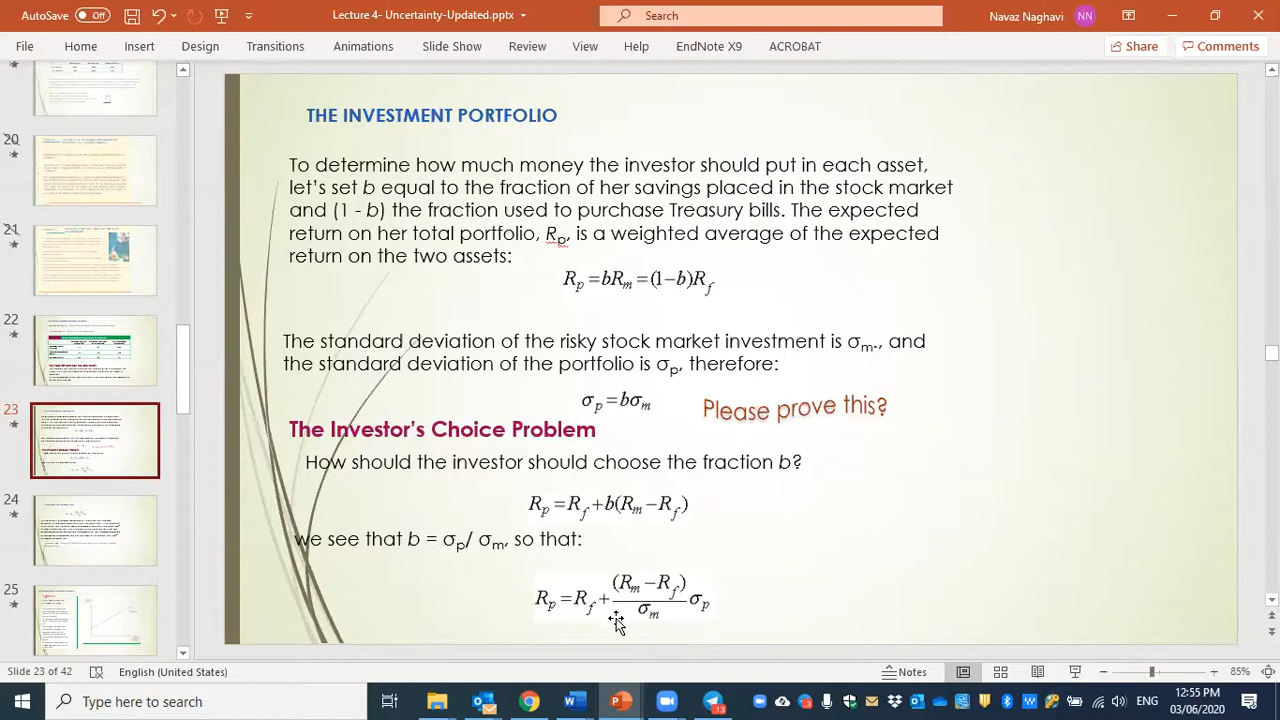 AutoSave Off
Lecture 4- Uncertainty-Updated.pptx
Search
Navaz Naghavi NN
File Home Insert Design Transitions Animations Slide Show Review View Help EndNote X9 ACROBAT Share Comments
THE INVESTMENT PORTFOLIO
To determine how much money the investor should put in each asset,
let's set b equal to the fraction of her savings placed in the stock market
and (1 - b) the fraction used to purchase Treasury bills. The expected
return on her total portfolio, Rp, is a weighted average of the expected
return on the two assets:
Rp =bRm =(1−b)Rf
The standard deviation of the risky stock market investment is σm., and
the standard deviation of the portfolio is σp, therefore:
σp =bσm
Please prove this?
The Investor's Choice Problem
How should the investor should choose the fraction b?
Rp =Rf +b(Rm −Rf)
we see that b = σp/ σm, so that:
Rp =Rf + (Rm −Rf)/σm σp
20
21
22
23
24
25
Slide 23 of 42 English (United States) Notes 85%
Type here to search
13
ENG
12:55 PM
03/06/2020